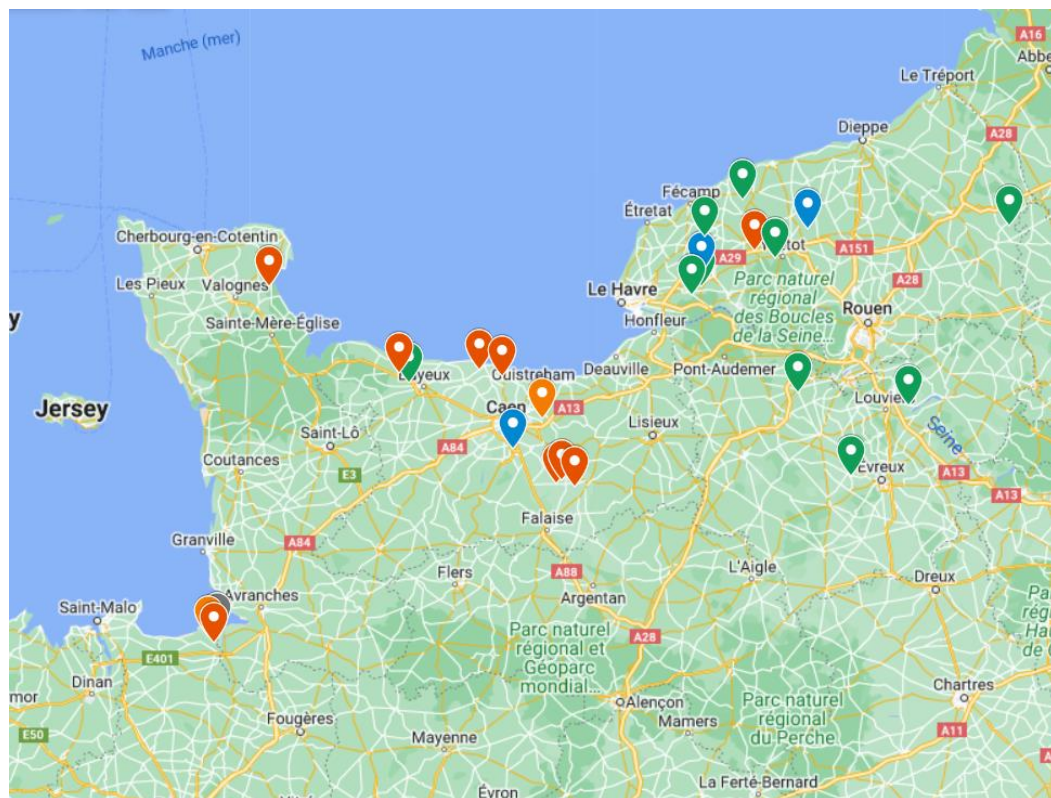 Manche (mer)
A16
Abbe
Le Tréport
Dieppe
A28
Fécamp
Étretat
Cherbourg-en-Cotentin
A29
A151
Les Pieux
Valognes
Le Havre
Parc naturel
régional
des Boucles
de la Seine...
A28
Rouen
Honfleur
Sainte-Mère-Église
y
Ouistreham
Deauville
Pont-Audemer
Jersey
Caen
A13
Louvie
Saint-Lô
A84
Lisieux
Seine
Coutances
E3
Évreux
A13
A13
Falaise
Granville
A84
L'Aigle
Flers
A88
Dreux
Argentan
Saint-Malo
Avranches
A28
Parc naturel
régional et
Géoparc
mondial...
E401
Dinan
mor
Chartres
Alençon
Parc naturel
régional
du Perche
Fougères
Mamers
E50
Mayenne
A11
La Ferté-Bernard
Évron